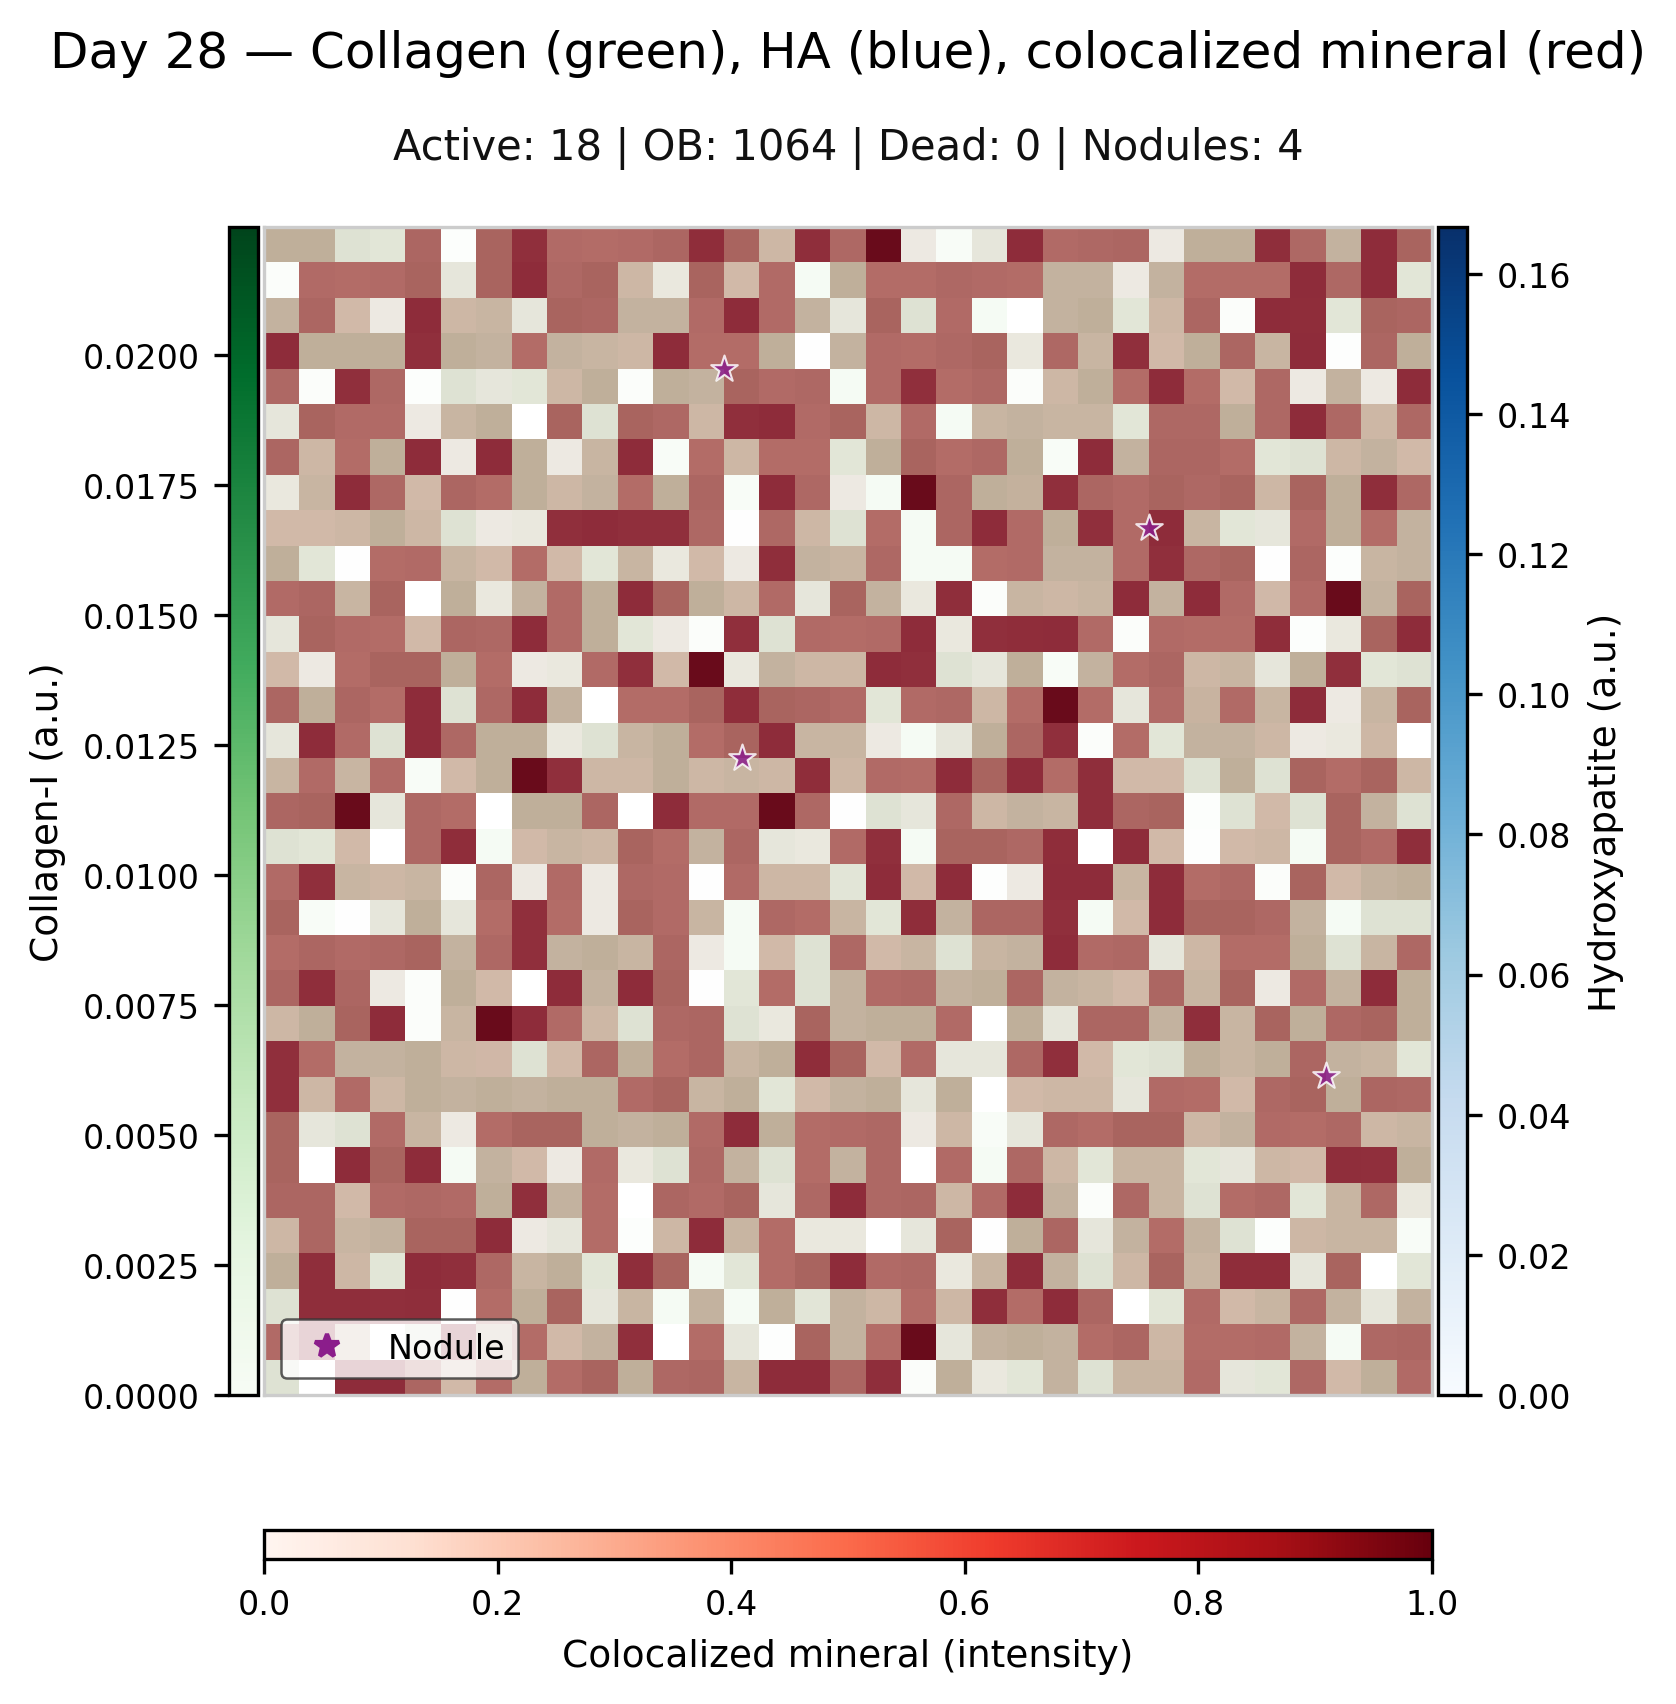 Day 28 — Collagen (green), HA (blue), colocalized mineral (red)
Active: 18 | OB: 1064 | Dead: 0 | Nodules: 4
Collagen-I (a.u.)
0.0200
0.0175
0.0150
0.0125
0.0100
0.0075
0.0050
0.0025
0.0000
Nodule
0.16
0.14
0.12
0.10
0.08
0.06
0.04
0.02
0.00
Hydroxyapatite (a.u.)
0.0 0.2 0.4 0.6 0.8 1.0
Colocalized mineral (intensity)